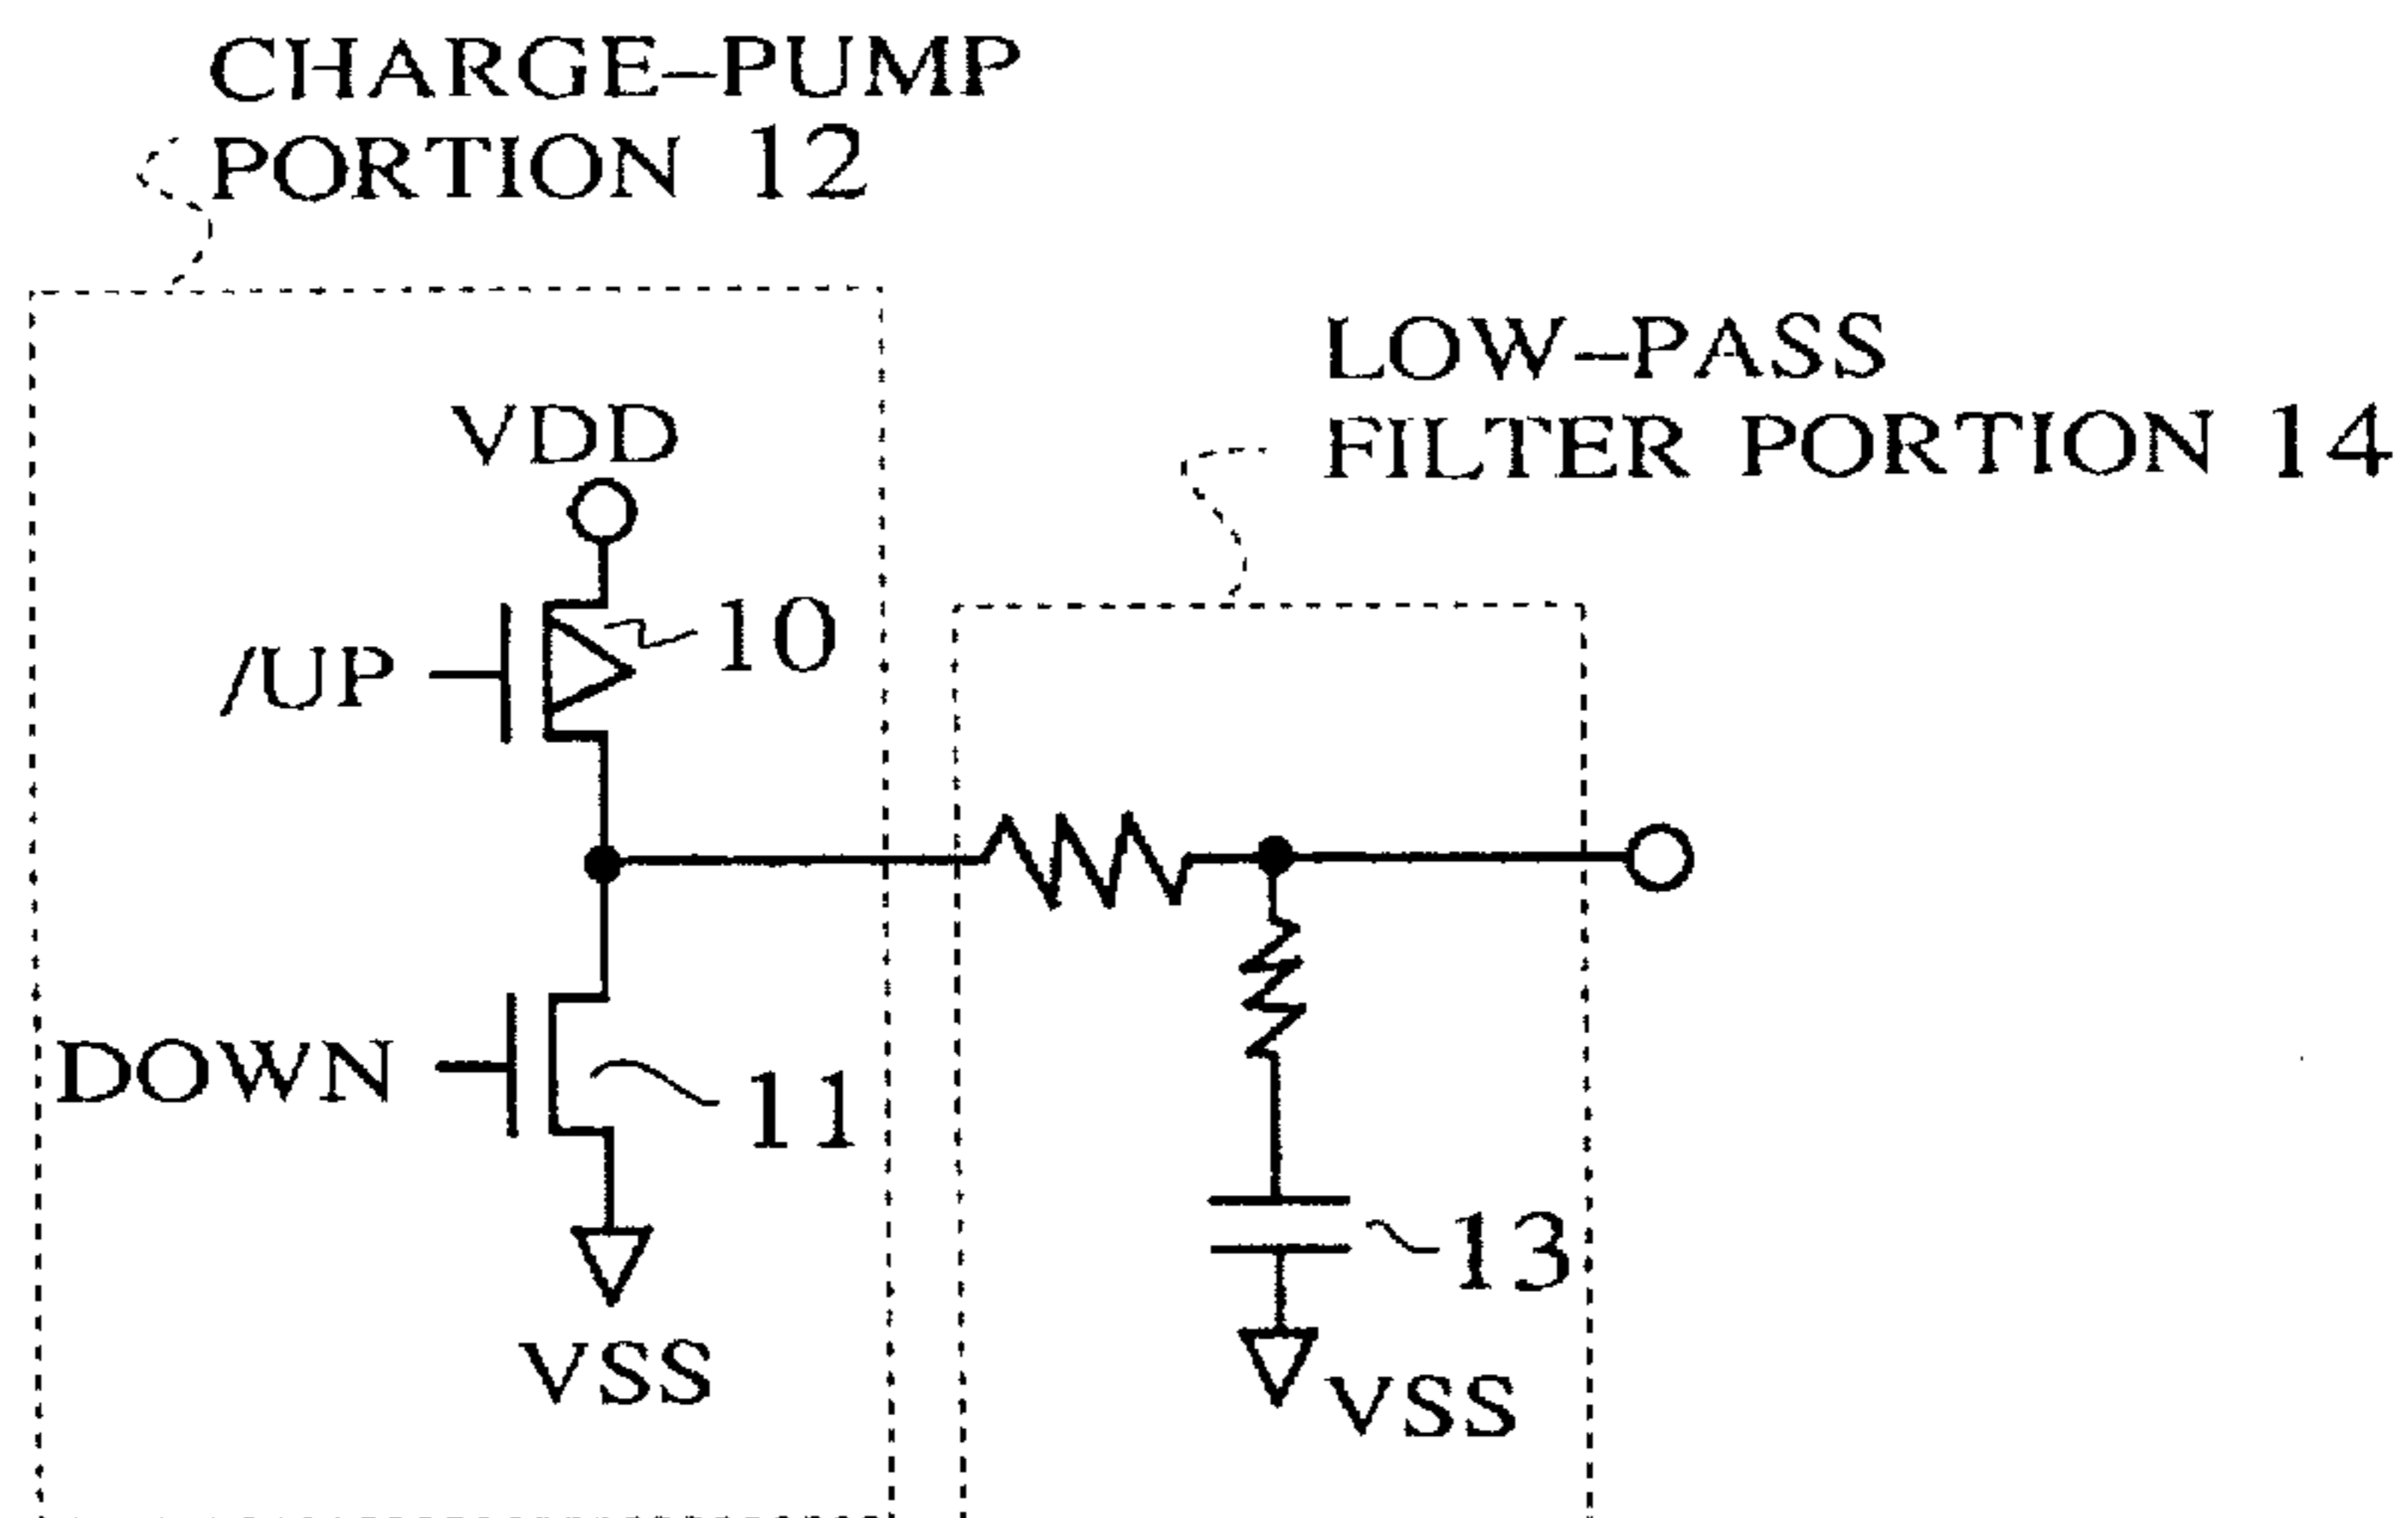 CHARGE-PUMP
PORTION 12
LOW-PASS
FILTER PORTION 14
VDD
10
/UP
DOWN
11
13
VSS
VSS